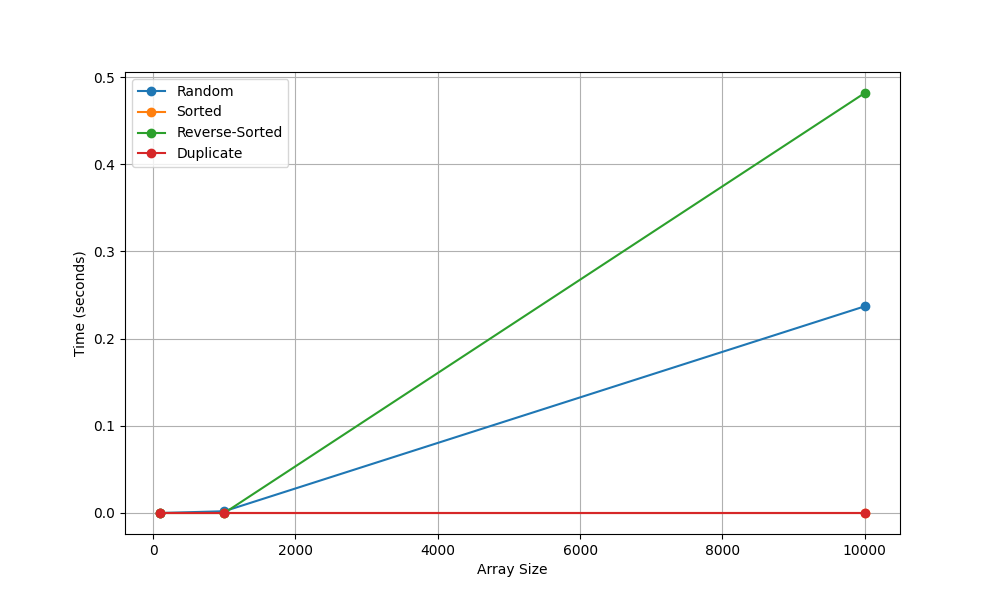 Random
Sorted
Reverse-Sorted
Duplicate
0.5
0.4
0.3
0.2
0.1
0.0
Time (seconds)
0 2000 4000 6000 8000 10000
Array Size